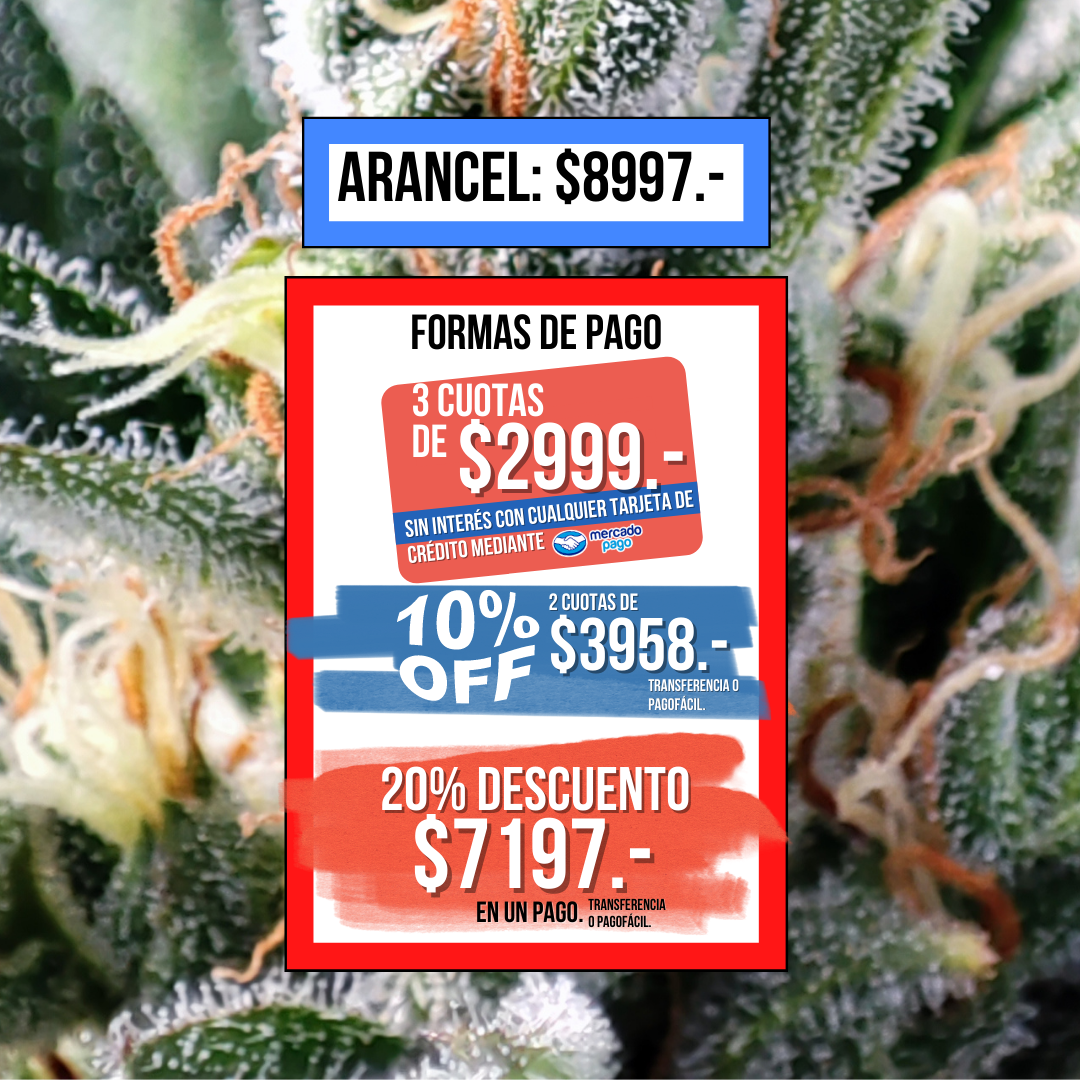 ARANCEL: $8997.-
FORMAS DE PAGO
3 CUOTAS
DE $2999.-
SIN INTERÉS CON CUALQUIER TARJETA DE
CRÉDITO MEDIANTE mercado pago
10% OFF
2 CUOTAS DE
$3958.-
TRANSFERENCIA O
PAGOFÁCIL.
20% DESCUENTO
$7197.-
EN UN PAGO. TRANSFERENCIA
O PAGOFÁCIL.